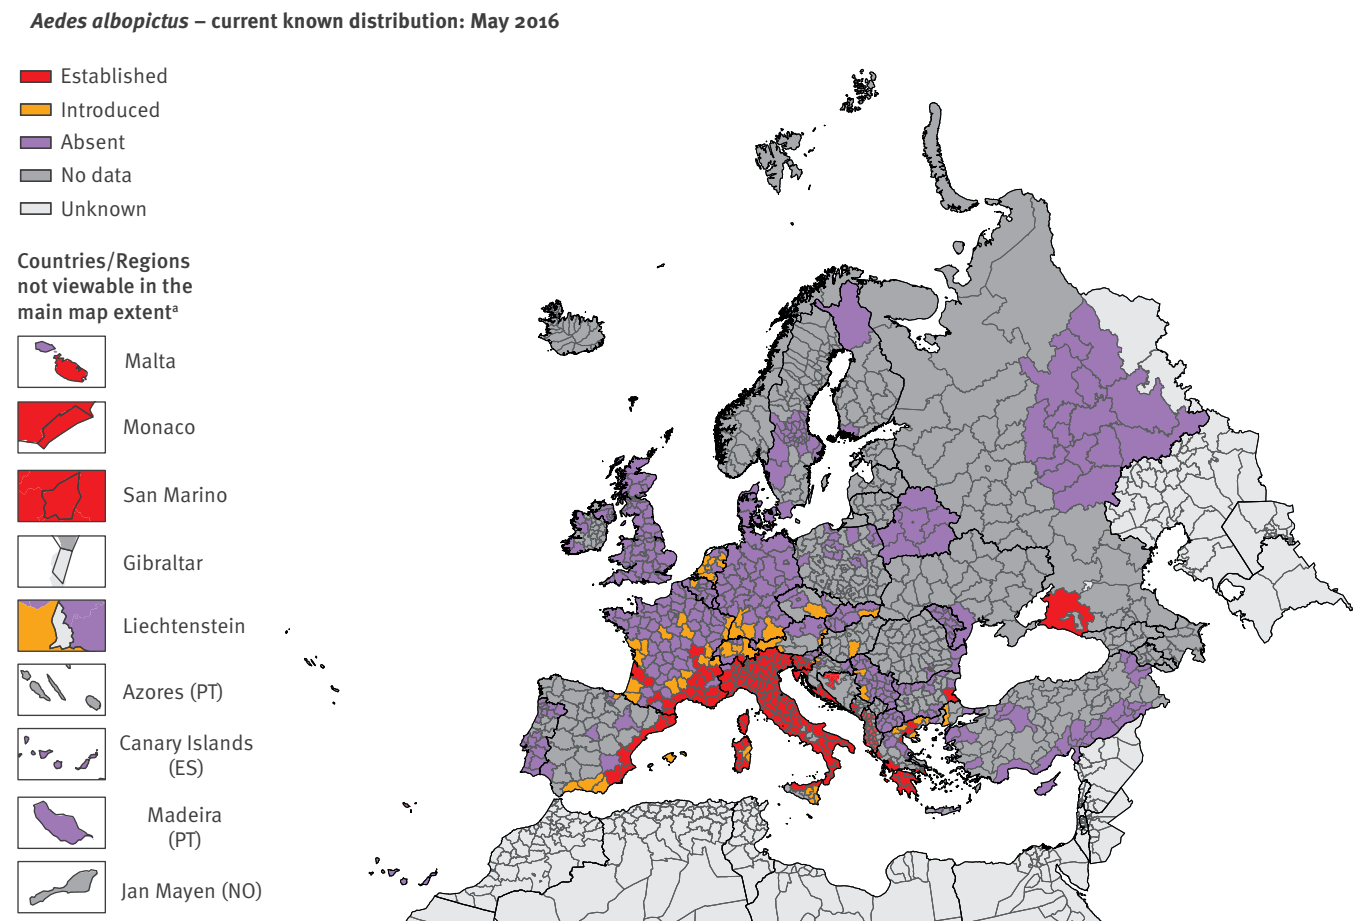 Aedes albopictus – current known distribution: May 2016
Established
Introduced
Absent
No data
Unknown
Countries/Regions
not viewable in the
main map extentᵃ
Malta
Monaco
San Marino
Gibraltar
Liechtenstein
Azores (PT)
Canary Islands
(ES)
Madeira
(PT)
Jan Mayen (NO)